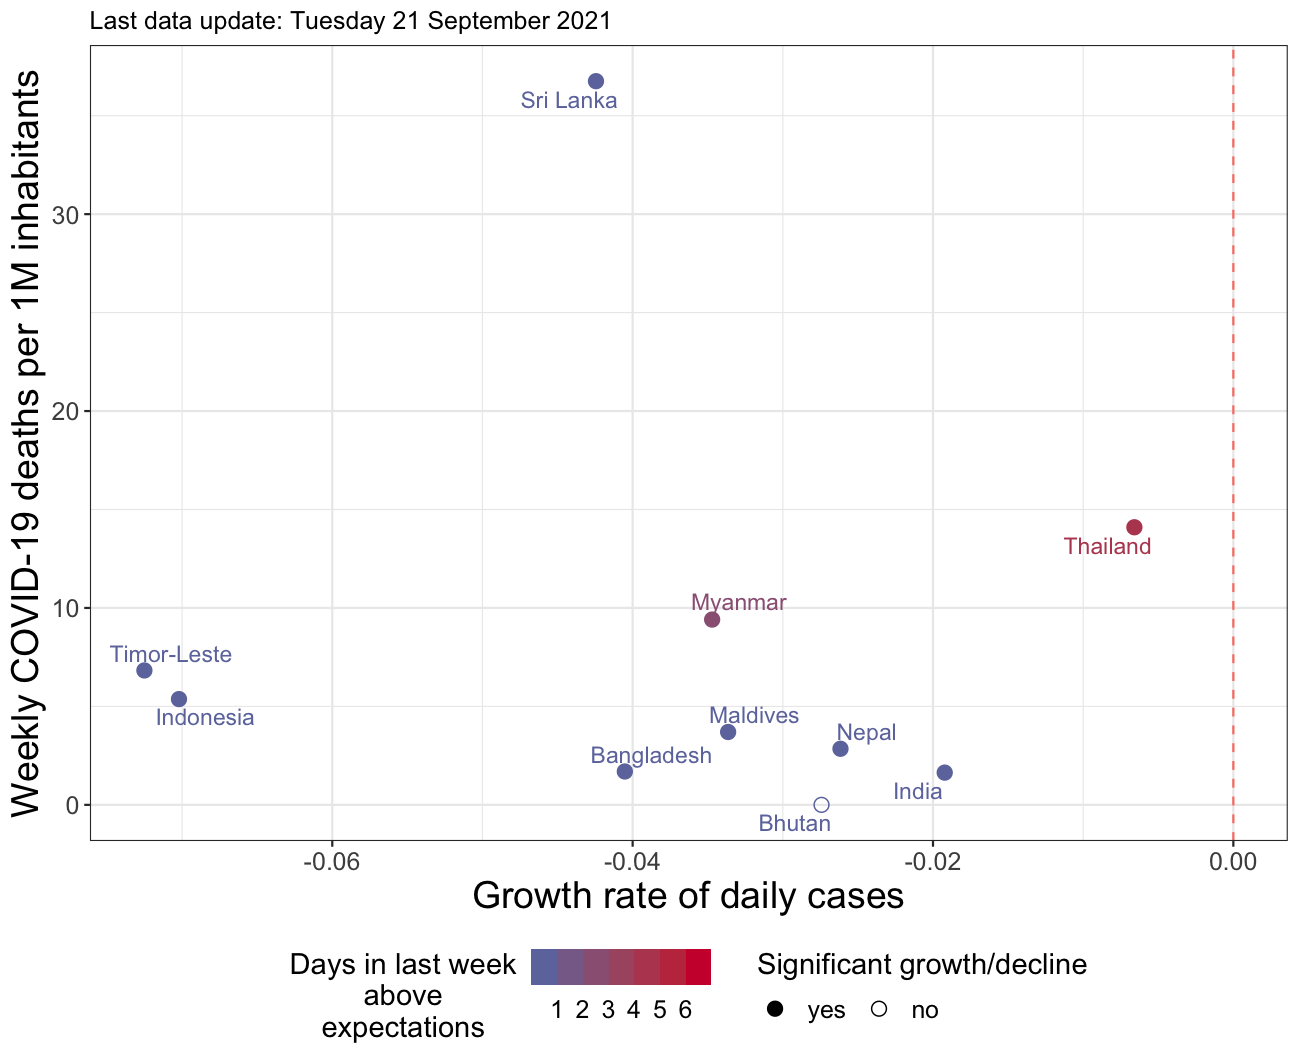 Last data update: Tuesday 21 September 2021
Weekly COVID-19 deaths per 1M inhabitants
30
20
10
0
Sri Lanka
Thailand
Myanmar
Timor-Leste
Indonesia
Maldives
Nepal
Bangladesh
India
Bhutan
-0.06
-0.04
-0.02
0.00
Growth rate of daily cases
Days in last week
above
expectations
1 2 3 4 5 6
Significant growth/decline
yes no